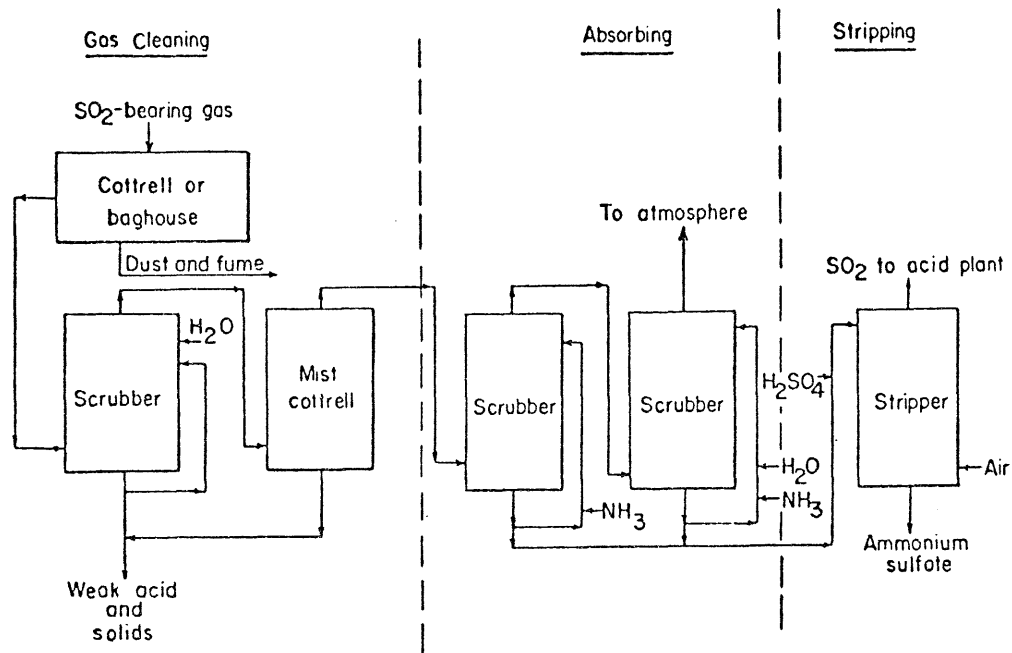 Gas Cleaning
Absorbing
Stripping
SO2-bearing gas
Cottrell or
baghouse
Dust and fume
To atmosphere
SO2 to acid plant
H2O
Scrubber
Mist
cottrell
Scrubber
Scrubber
H2SO4
Stripper
H2O
Air
NH3
NH3
Ammonium
sulfate
Weak acid
and
solids